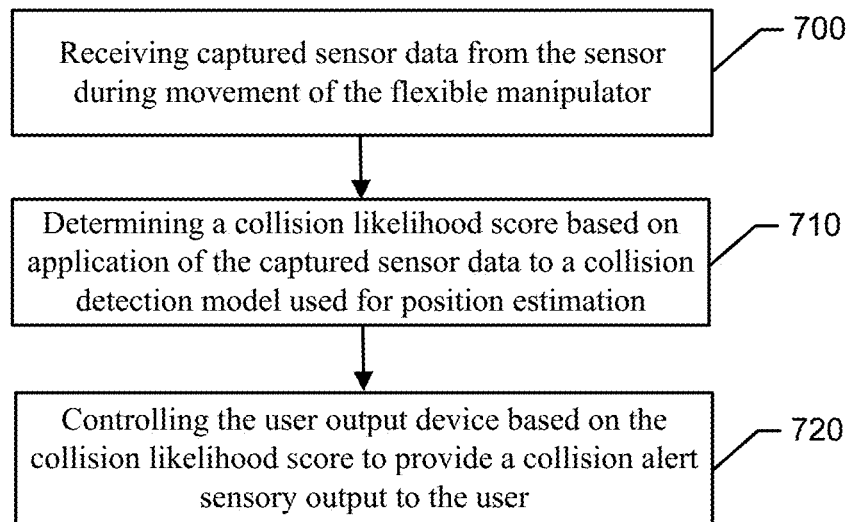 Receiving captured sensor data from the sensor
during movement of the flexible manipulator
700
Determining a collision likelihood score based on
application of the captured sensor data to a collision
detection model used for position estimation
710
Controlling the user output device based on the
collision likelihood score to provide a collision alert
sensory output to the user
720